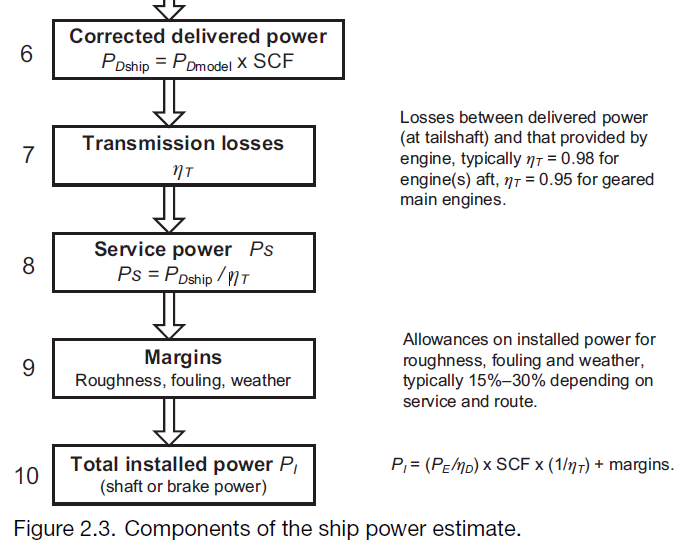 6
Corrected delivered power
PDship = PDmodel x SCF
7
Transmission losses
ηT
Losses between delivered power
(at tailshaft) and that provided by
engine, typically ηT = 0.98 for
engine(s) aft, ηT = 0.95 for geared
main engines.
8
Service power Ps
Ps = PDship / ηT
9
Margins
Roughness, fouling, weather
Allowances on installed power for
roughness, fouling and weather,
typically 15%–30% depending on
service and route.
10
Total installed power PI
(shaft or brake power)
PI = (PE/ηD) x SCF x (1/ηT) + margins.
Figure 2.3. Components of the ship power estimate.